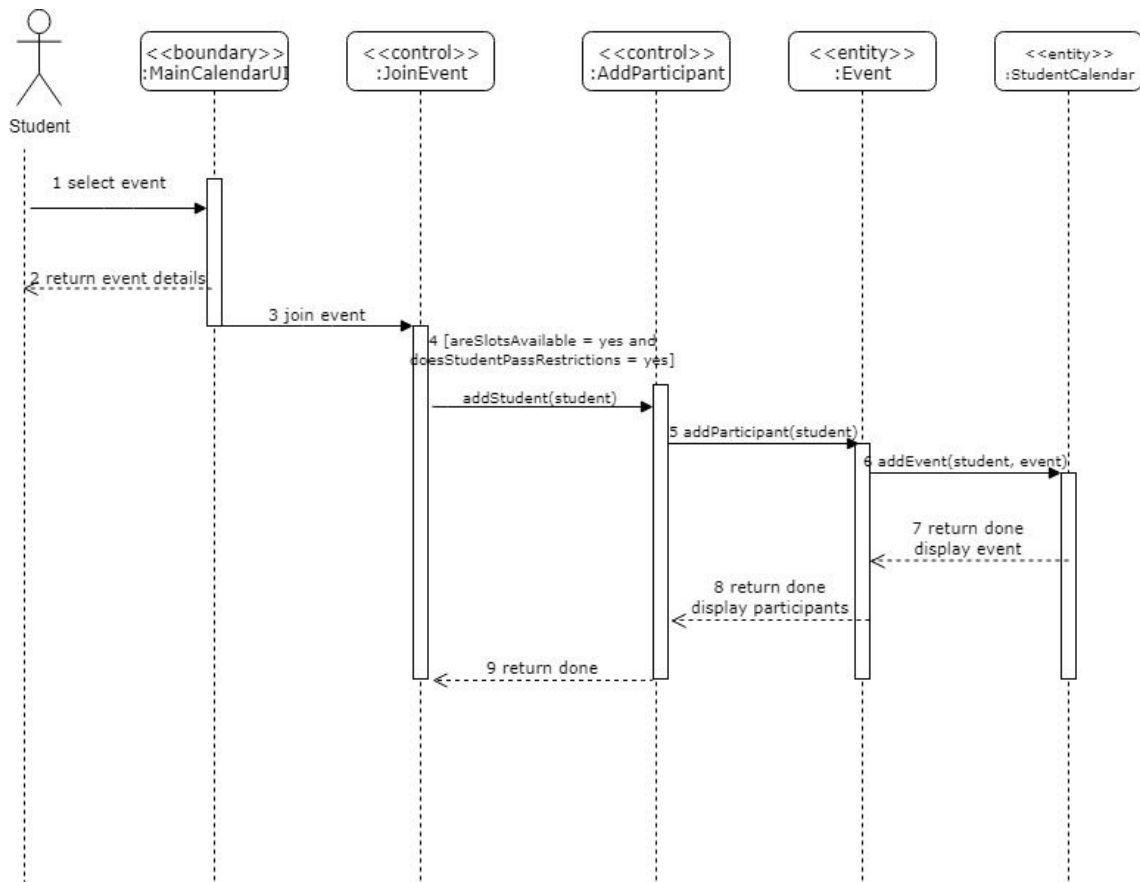 <<boundary>>
:MainCalendarUI
<<control>>
:JoinEvent
<<control>>
:AddParticipant
<<entity>>
:Event
<<entity>>
:StudentCalendar
Student
1 select event
2 return event details
3 join event
4 [areSlotsAvailable = yes and
doesStudentPassRestrictions = yes]
addStudent(student)
5 addParticipant(student)
6 addEvent(student, event)
7 return done
display event
8 return done
display participants
9 return done